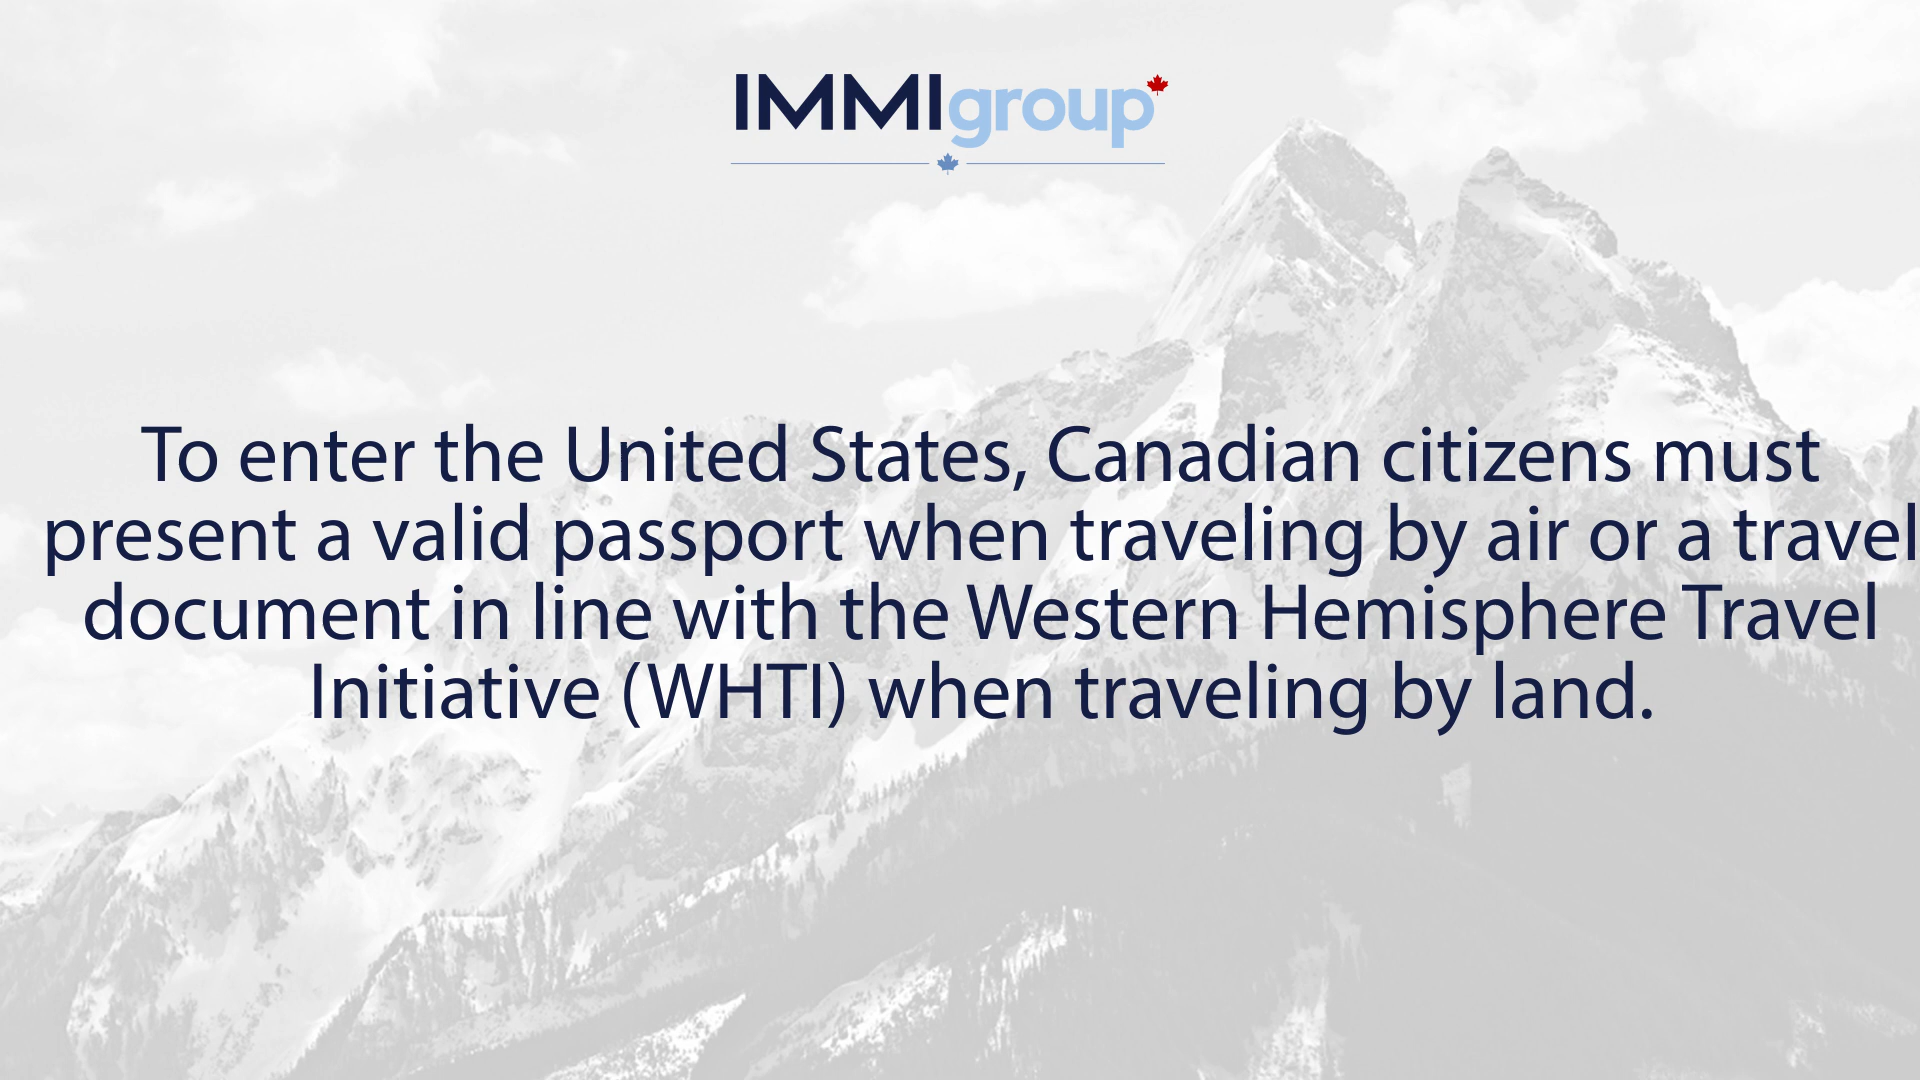 IMMIgroup
To enter the United States, Canadian citizens must
present a valid passport when traveling by air or a travel
document in line with the Western Hemisphere Travel
Initiative (WHTI) when traveling by land.